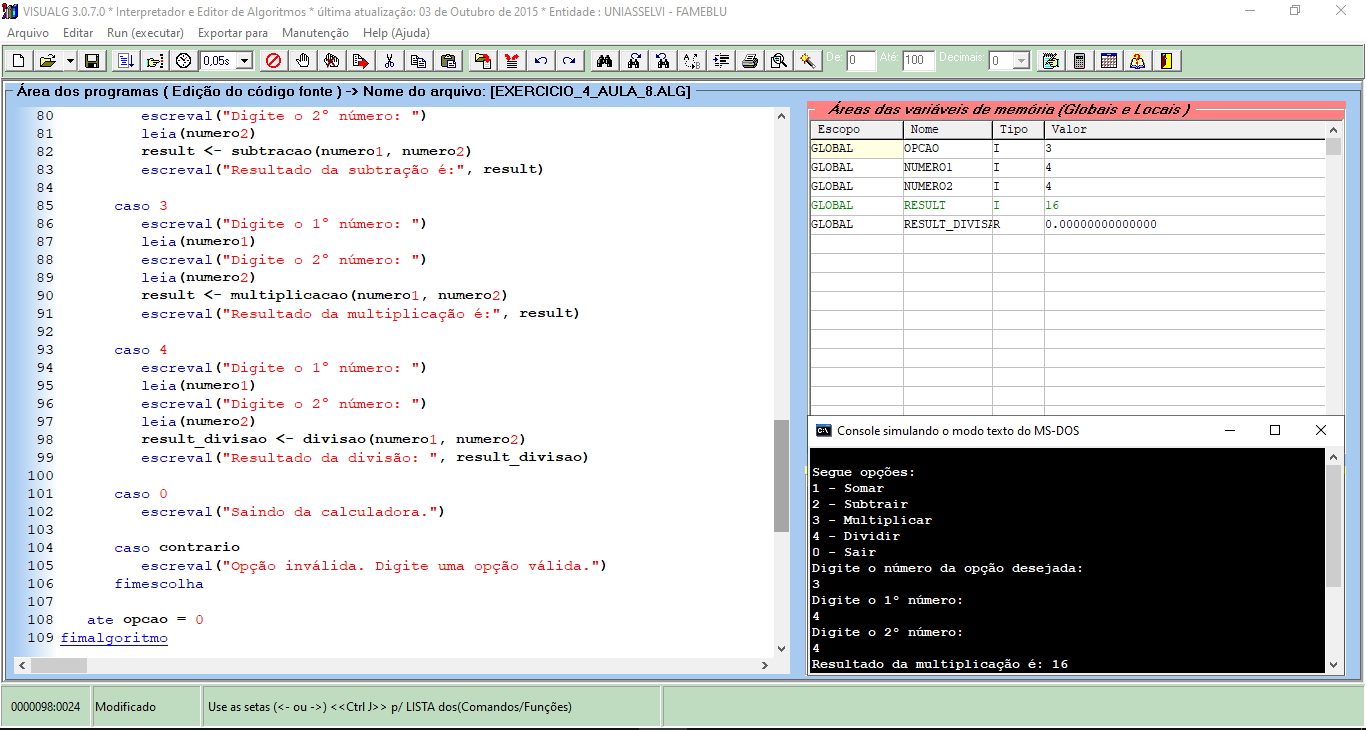 VISUALG 3.0.7.0 * Interpretador e Editor de Algoritmos * última atualização: 03 de Outubro de 2015 * Entidade : UNIASSELVI - FAMEBLU
Arquivo Editar Run (executar) Exportar para Manutenção Help (Ajuda)
0,05s De: 0 Até: 100 Decimais: 0
Área dos programas ( Edição do código fonte ) -> Nome do arquivo: [EXERCICIO_4_AULA_8.ALG]
80 escreval("Digite o 2º número: ")
81 leia(numero2)
82 result <- subtracao(numero1, numero2)
83 escreval("Resultado da subtração é:", result)
84
85 caso 3
86 escreval("Digite o 1º número: ")
87 leia(numero1)
88 escreval("Digite o 2º número: ")
89 leia(numero2)
90 result <- multiplicacao(numero1, numero2)
91 escreval("Resultado da multiplicação é:", result)
92
93 caso 4
94 escreval("Digite o 1º número: ")
95 leia(numero1)
96 escreval("Digite o 2º número: ")
97 leia(numero2)
98 result_divisao <- divisao(numero1, numero2)
99 escreval("Resultado da divisão: ", result_divisao)
100
101 caso 0
102 escreval("Saindo da calculadora.")
103
104 caso contrario
105 escreval("Opção inválida. Digite uma opção válida.")
106 fimescolha
107
108 ate opcao = 0
109 fimalgoritmo
Áreas das variáveis de memória (Globais e Locais )
Escopo Nome Tipo Valor
GLOBAL OPCAO I 3
GLOBAL NUMERO1 I 4
GLOBAL NUMERO2 I 4
GLOBAL RESULT I 16
GLOBAL RESULT_DIVISA R 0.00000000000000
Console simulando o modo texto do MS-DOS
Segue opções:
1 - Somar
2 - Subtrair
3 - Multiplicar
4 - Dividir
0 - Sair
Digite o número da opção desejada:
3
Digite o 1º número:
4
Digite o 2º número:
4
Resultado da multiplicação é: 16
0000098:0024 Modificado Use as setas (<- ou ->) <<Ctrl J>> p/ LISTA dos(Comandos/Funções)